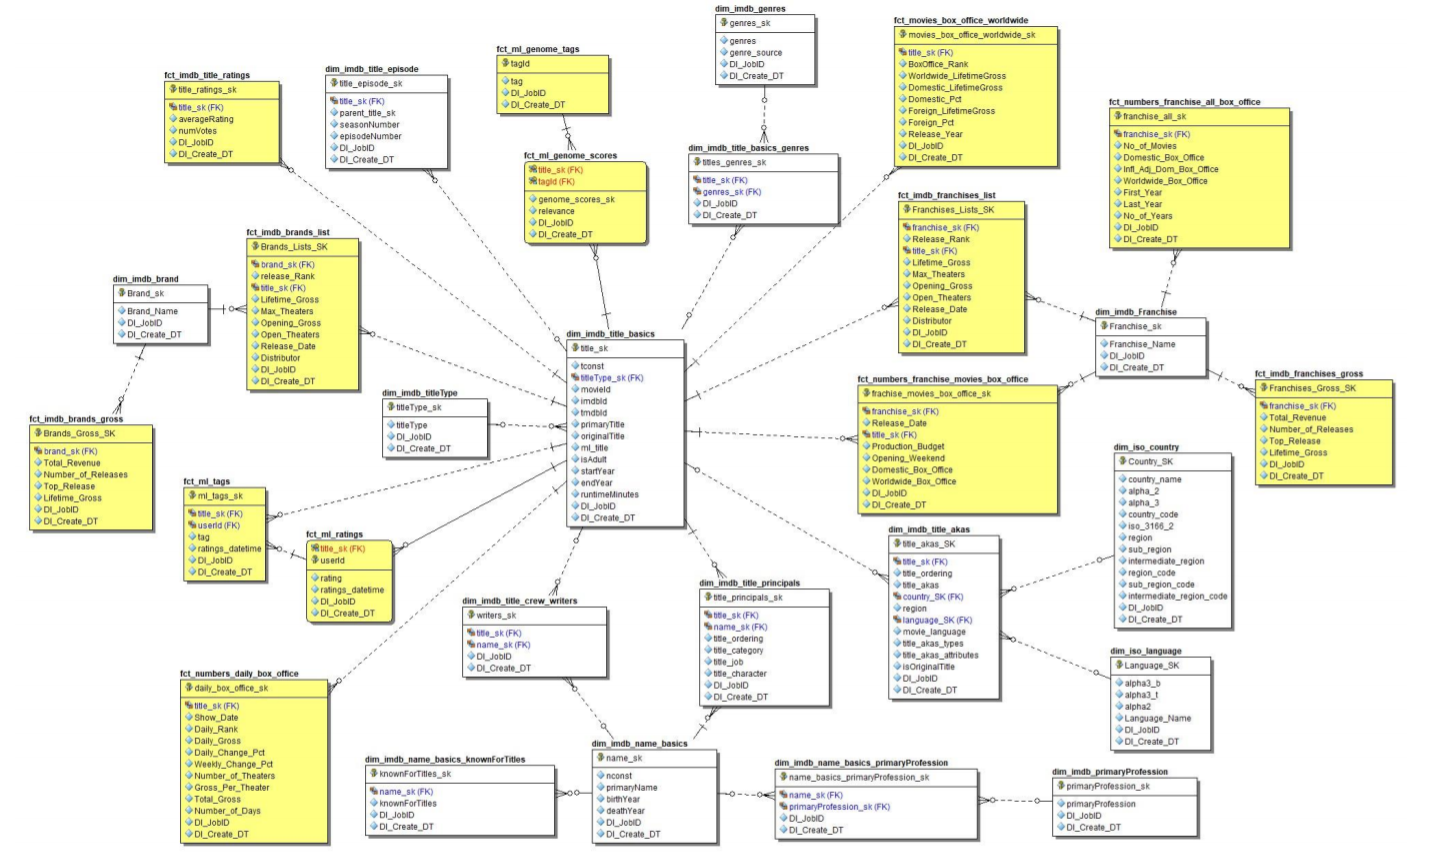 dim_imdb_genres
genres_sk
genres
genre_source
DI_JobID
DI_Create_DT
fct_movies_box_office_worldwide
movies_box_office_worldwide_sk
title_sk (FK)
BoxOffice_Rank
Worldwide_LifetimeGross
Domestic_LifetimeGross
Domestic_Pct
Foreign_LifetimeGross
Foreign_Pct
Release_Year
DI_JobID
DI_Create_DT
fct_ml_genome_tags
tagId
tag
DI_JobID
DI_Create_DT
dim_imdb_title_episode
title_episode_sk
title_sk (FK)
parent_title_sk
seasonNumber
episodeNumber
DI_JobID
DI_Create_DT
fct_imdb_title_ratings
title_ratings_sk
title_sk (FK)
averageRating
numVotes
DI_JobID
DI_Create_DT
fct_numbers_franchise_all_box_office
franchise_all_sk
franchise_sk (FK)
No_of_Movies
Domestic_Box_Office
Infl_Adj_Dom_Box_Office
Worldwide_Box_Office
First_Year
Last_Year
No_of_Years
DI_JobID
DI_Create_DT
fct_ml_genome_scores
title_sk (FK)
tagId (FK)
genome_scores_sk
relevance
DI_JobID
DI_Create_DT
dim_imdb_title_basics_genres
titles_genres_sk
title_sk (FK)
genres_sk (FK)
DI_JobID
DI_Create_DT
fct_imdb_franchises_list
Franchises_Lists_SK
franchise_sk (FK)
Release_Rank
title_sk (FK)
Lifetime_Gross
Max_Theaters
Opening_Gross
Open_Theaters
Release_Date
Distributor
DI_JobID
DI_Create_DT
fct_imdb_brands_list
Brands_Lists_SK
brand_sk (FK)
release_Rank
title_sk (FK)
Lifetime_Gross
Max_Theaters
Opening_Gross
Open_Theaters
Release_Date
Distributor
DI_JobID
DI_Create_DT
dim_imdb_brand
Brand_sk
Brand_Name
DI_JobID
DI_Create_DT
dim_imdb_Franchise
Franchise_sk
Franchise_Name
DI_JobID
DI_Create_DT
dim_imdb_title_basics
title_sk
tconst
titleType_sk (FK)
movieId
imdbId
tmdbId
primaryTitle
originalTitle
ml_title
isAdult
startYear
endYear
runtimeMinutes
DI_JobID
DI_Create_DT
fct_imdb_franchises_gross
Franchises_Gross_SK
franchise_sk (FK)
Total_Revenue
Number_of_Releases
Top_Release
Lifetime_Gross
DI_JobID
DI_Create_DT
fct_numbers_franchise_movies_box_office
frachise_movies_box_office_sk
franchise_sk (FK)
Release_Date
title_sk (FK)
Production_Budget
Opening_Weekend
Domestic_Box_Office
Worldwide_Box_Office
DI_JobID
DI_Create_DT
dim_imdb_titleType
titleType_sk
titleType
DI_JobID
DI_Create_DT
fct_imdb_brands_gross
Brands_Gross_SK
brand_sk (FK)
Total_Revenue
Number_of_Releases
Top_Release
Lifetime_Gross
DI_JobID
DI_Create_DT
dim_iso_country
Country_SK
country_name
alpha_2
alpha_3
country_code
iso_3166_2
region
sub_region
intermediate_region
region_code
sub_region_code
intermediate_region_code
DI_JobID
DI_Create_DT
fct_ml_tags
ml_tags_sk
title_sk (FK)
userId (FK)
tag
ratings_datetime
DI_JobID
DI_Create_DT
fct_ml_ratings
title_sk (FK)
userId
rating
ratings_datetime
DI_JobID
DI_Create_DT
dim_imdb_title_akas
title_akas_SK
title_sk (FK)
title_ordering
title_akas
country_SK (FK)
region
language_SK (FK)
movie_language
title_akas_types
title_akas_attributes
isOriginalTitle
DI_JobID
DI_Create_DT
dim_imdb_title_principals
title_principals_sk
title_sk (FK)
name_sk (FK)
title_ordering
title_category
title_job
title_character
DI_JobID
DI_Create_DT
dim_imdb_title_crew_writers
writers_sk
title_sk (FK)
name_sk (FK)
DI_JobID
DI_Create_DT
dim_iso_language
Language_SK
alpha3_b
alpha3_t
alpha2
Language_Name
DI_JobID
DI_Create_DT
fct_numbers_daily_box_office
daily_box_office_sk
title_sk (FK)
Show_Date
Daily_Rank
Daily_Gross
Daily_Change_Pct
Weekly_Change_Pct
Number_of_Theaters
Gross_Per_Theater
Total_Gross
Number_of_Days
DI_JobID
DI_Create_DT
dim_imdb_name_basics
name_sk
nconst
primaryName
birthYear
deathYear
DI_JobID
DI_Create_DT
dim_imdb_name_basics_knownForTitles
knownForTitles_sk
name_sk (FK)
knownForTitles
DI_JobID
DI_Create_DT
dim_imdb_name_basics_primaryProfession
name_basics_primaryProfession_sk
name_sk (FK)
primaryProfession_sk (FK)
DI_JobID
DI_Create_DT
dim_imdb_primaryProfession
primaryProfession_sk
primaryProfession
DI_JobID
DI_Create_DT